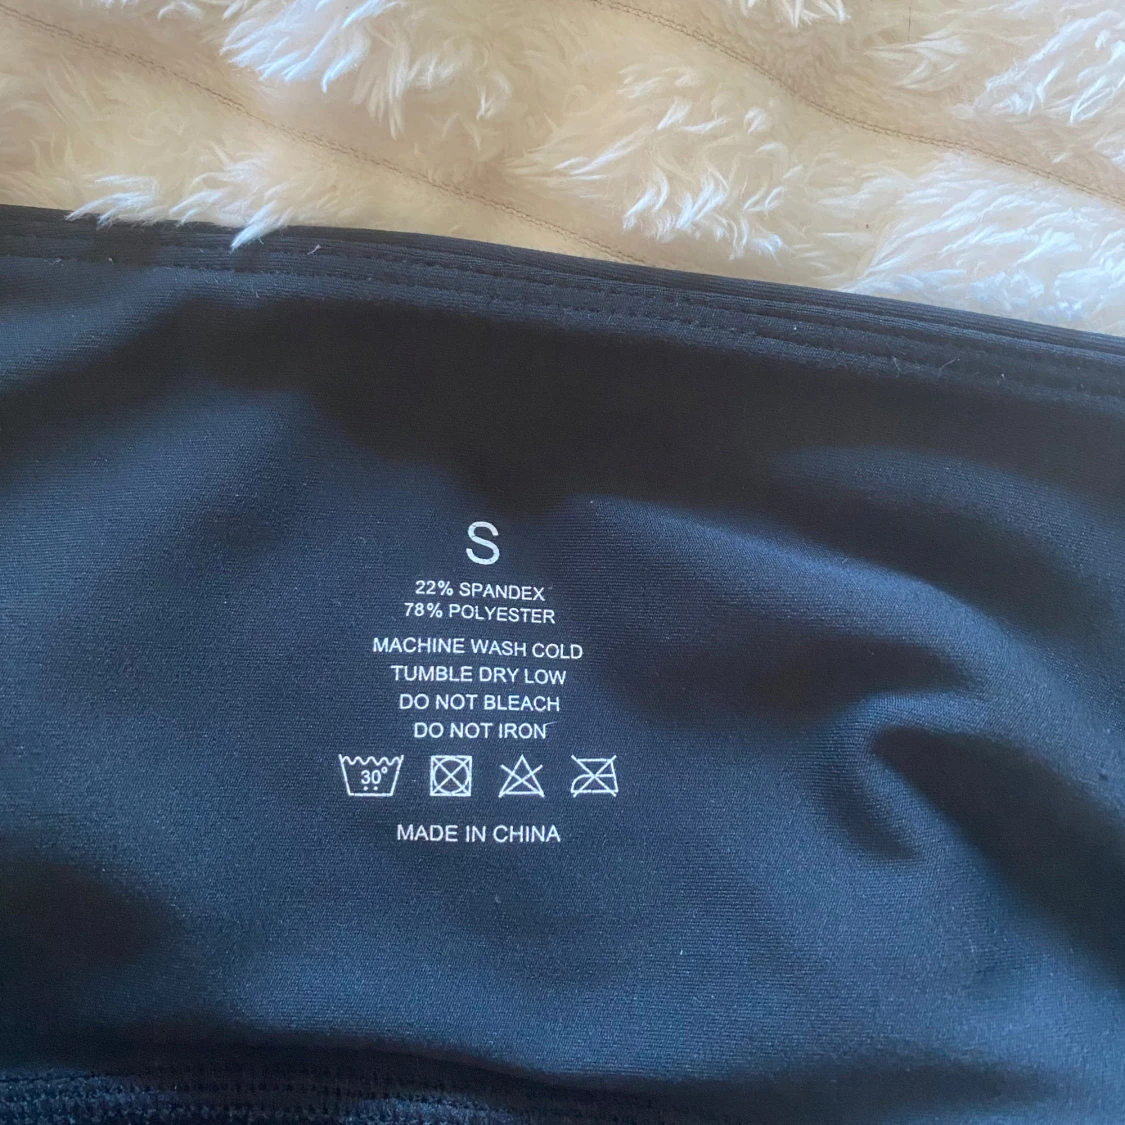 S
22% SPANDEX
78% POLYESTER
MACHINE WASH COLD
TUMBLE DRY LOW
DO NOT BLEACH
DO NOT IRON
30°
MADE IN CHINA